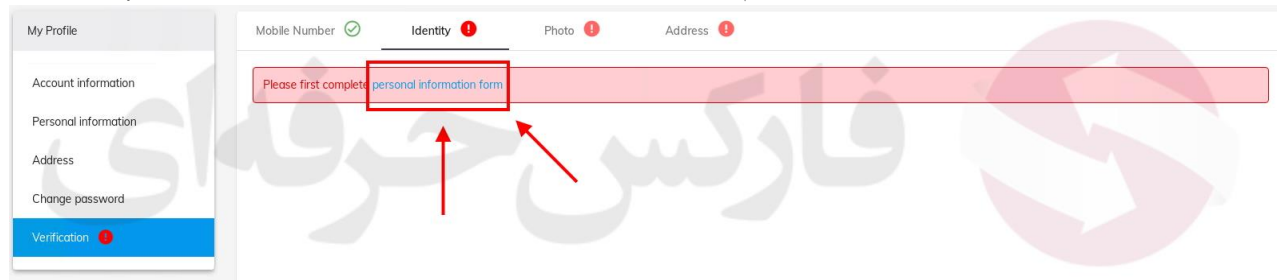 My Profile
Account information
Personal information
Address
Change password
Verification
Mobile Number Identity Photo Address
Please first complete personal information form
فارکس حرفه‌ای